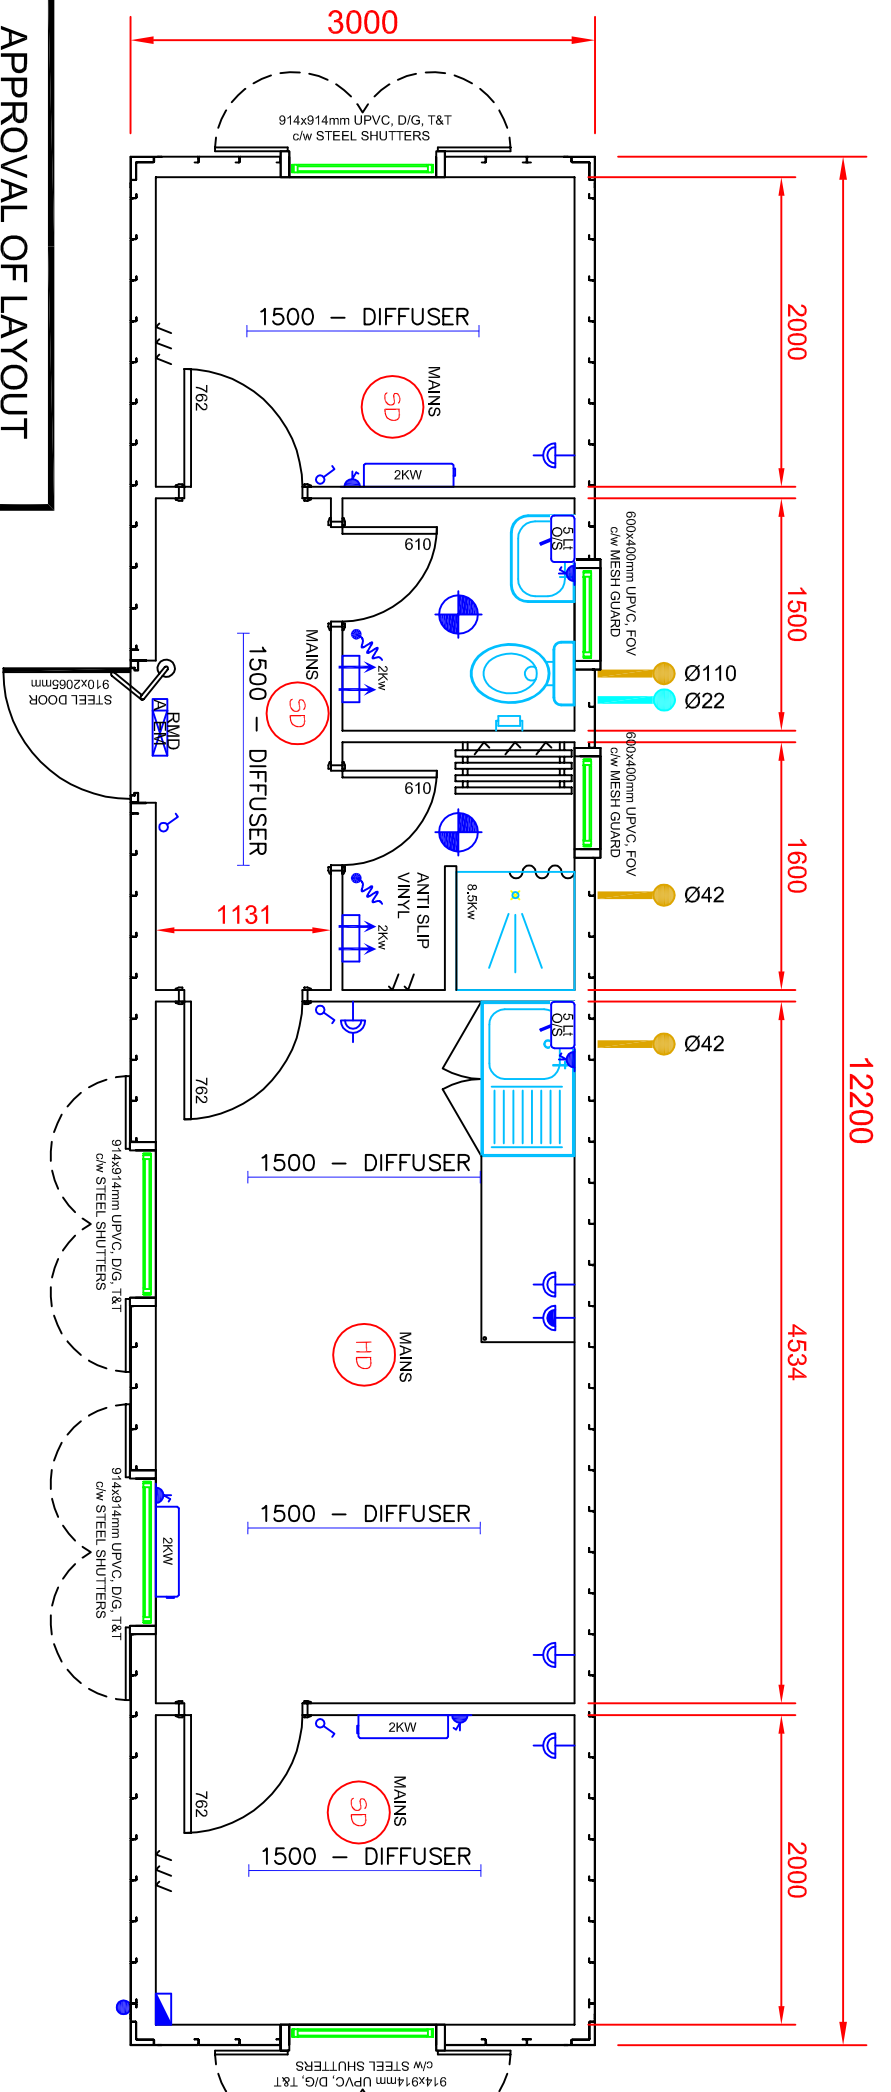 APPROVAL OF LAYOUT
3000
914x914mm UPVC, D/G, T&T
c/w STEEL SHUTTERS
2000
1500 - DIFFUSER
MAINS
SD
762
2KW
600x400mm UPVC, FOV
c/w MESH GUARD
5 Lt
O/S
610
1500
Ø110
Ø22
MAINS
SD
2Kw
1500 - DIFFUSER
STEEL DOOR
910x2065mm
RMD
600x400mm UPVC, FOV
c/w MESH GUARD
610
1600
Ø42
ANTI SLIP
VINYL
8.5Kw
2Kw
1131
5 Lt
O/S
Ø42
12200
762
914x914mm UPVC, D/G, T&T
c/w STEEL SHUTTERS
1500 - DIFFUSER
4534
MAINS
HD
1500 - DIFFUSER
914x914mm UPVC, D/G, T&T
c/w STEEL SHUTTERS
2KW
2KW
762
MAINS
SD
1500 - DIFFUSER
2000
914x914mm UPVC, D/G, T&T
c/w STEEL SHUTTERS